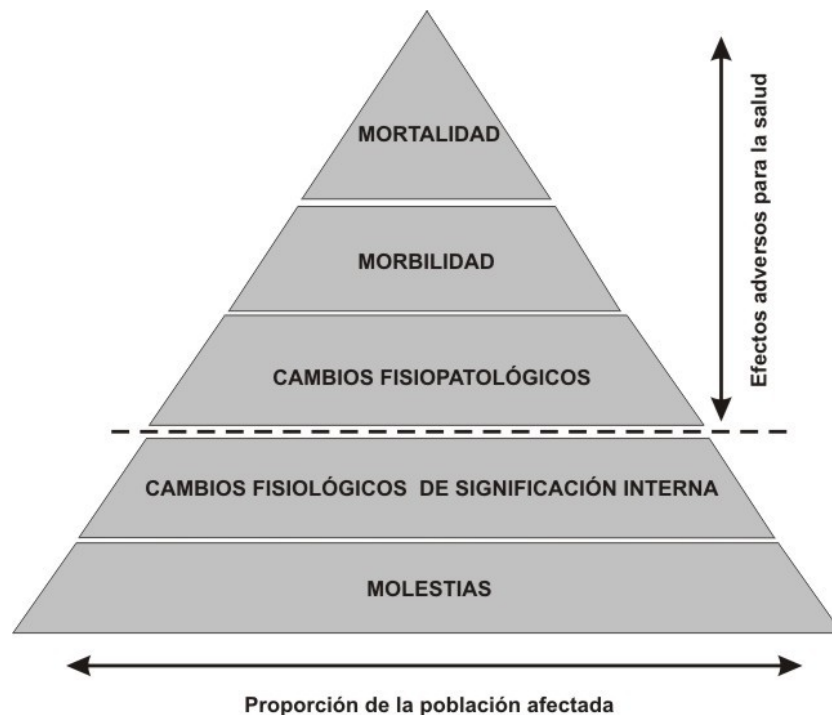 MORTALIDAD
MORBILIDAD
CAMBIOS FISIOPATOLÓGICOS
CAMBIOS FISIOLÓGICOS DE SIGNIFICACIÓN INTERNA
MOLESTIAS
Efectos adversos para la salud
Proporción de la población afectada